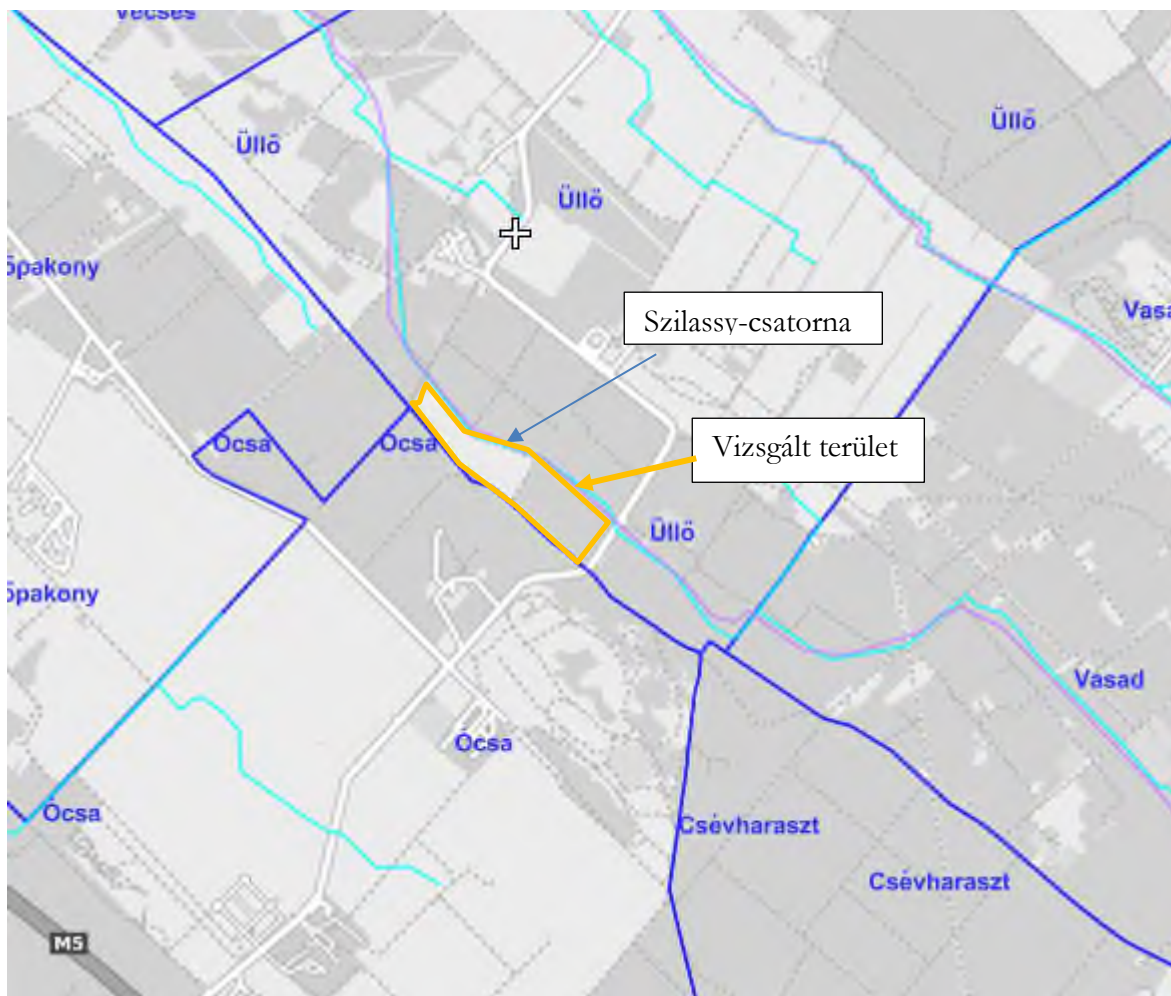 Vecsés
Üllő
Üllő
Üllő
őpakony
Vasa
Szilassy-csatorna
Ócsa
Ócsa
Vizsgált terület
Üllő
őpakony
Vasad
Ócsa
Ócsa
Csévharaszt
Csévharaszt
M5